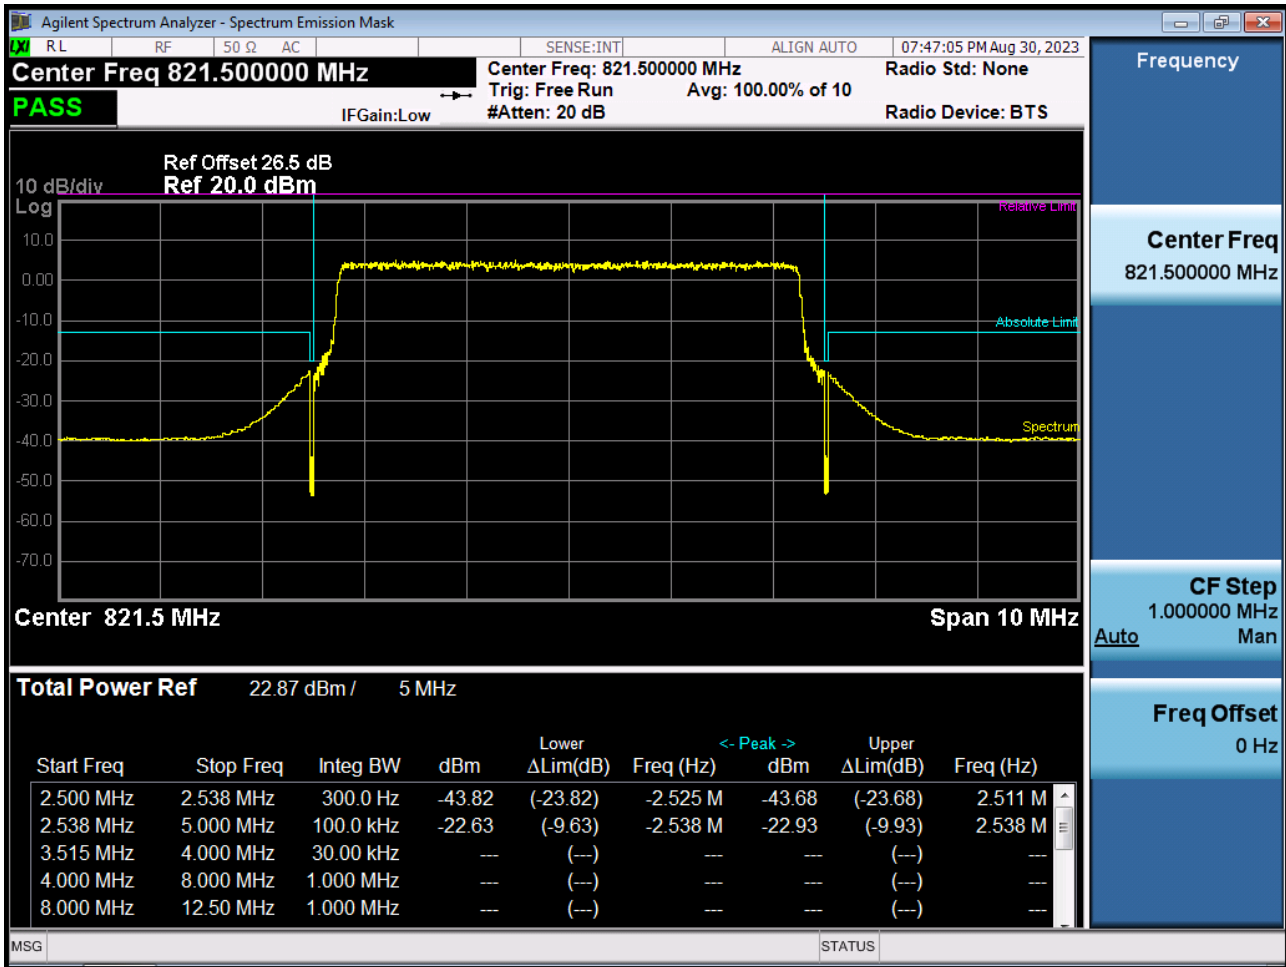 Agilent Spectrum Analyzer - Spectrum Emission Mask
LXI RL RF 50 Ω AC SENSE:INT ALIGN AUTO 07:47:05 PM Aug 30, 2023
Center Freq 821.500000 MHz
Center Freq: 821.500000 MHz
Radio Std: None
Trig: Free Run
Avg: 100.00% of 10
PASS
IFGain:Low
#Atten: 20 dB
Radio Device: BTS
Ref Offset 26.5 dB
10 dB/div
Ref 20.0 dBm
Log
Relative Limit
10.0
0.00
-10.0
Absolute Limit
-20.0
-30.0
Spectrum
-40.0
-50.0
-60.0
-70.0
Center 821.5 MHz
Span 10 MHz
Total Power Ref 22.87 dBm / 5 MHz
Lower <- Peak -> Upper
Start Freq Stop Freq Integ BW dBm ΔLim(dB) Freq (Hz) dBm ΔLim(dB) Freq (Hz)
2.500 MHz 2.538 MHz 300.0 Hz -43.82 (-23.82) -2.525 M -43.68 (-23.68) 2.511 M
2.538 MHz 5.000 MHz 100.0 kHz -22.63 (-9.63) -2.538 M -22.93 (-9.93) 2.538 M
3.515 MHz 4.000 MHz 30.00 kHz --- (---) --- --- (---) ---
4.000 MHz 8.000 MHz 1.000 MHz --- (---) --- --- (---) ---
8.000 MHz 12.50 MHz 1.000 MHz --- (---) --- --- (---) ---
MSG
STATUS
Frequency
Center Freq
821.500000 MHz
CF Step
1.000000 MHz
Auto Man
Freq Offset
0 Hz